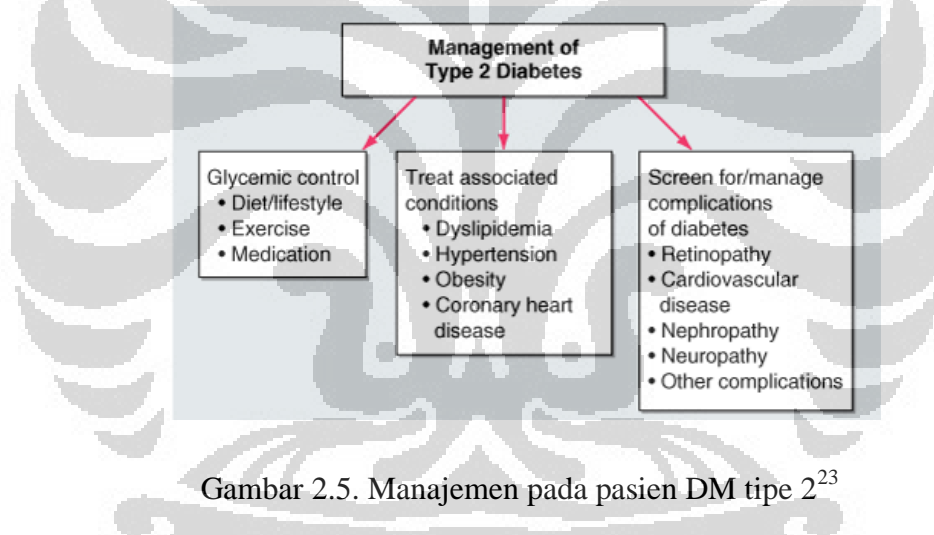 Management of
Type 2 Diabetes
Glycemic control
• Diet/lifestyle
• Exercise
• Medication
Treat associated
conditions
• Dyslipidemia
• Hypertension
• Obesity
• Coronary heart
disease
Screen for/manage
complications
of diabetes
• Retinopathy
• Cardiovascular
disease
• Nephropathy
• Neuropathy
• Other complications
Gambar 2.5. Manajemen pada pasien DM tipe 2²³